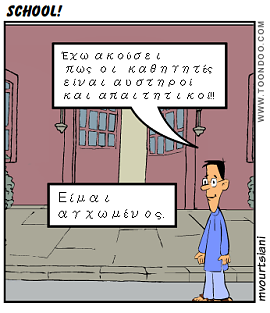 SCHOOL!
Έχω ακούσει
πως οι καθηγητές
είναι αυστηροί
και απαιτητικοί!!!
Είμαι
αγχωμένος.
WWW.TOONDOO.COM
mvourtsiani